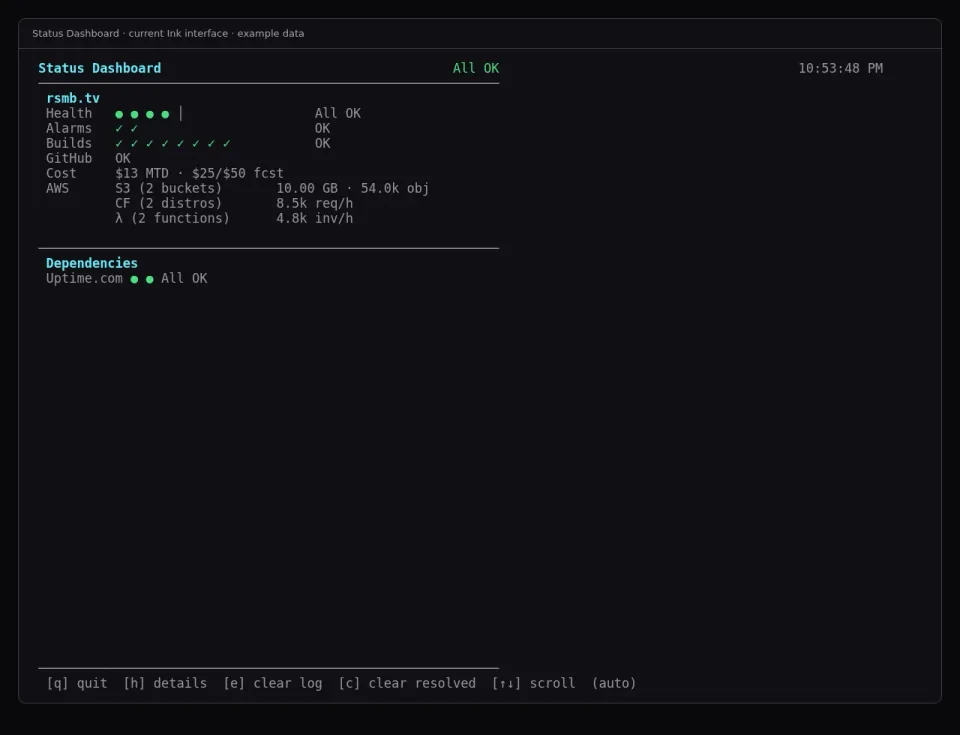 Status Dashboard · current Ink interface · example data
Status Dashboard All OK 10:53:48 PM
rsmb.tv
Health ● ● ● ● │ All OK
Alarms ✓ ✓ OK
Builds ✓ ✓ ✓ ✓ ✓ ✓ ✓ ✓ OK
GitHub OK
Cost $13 MTD · $25/$50 fcst
AWS S3 (2 buckets) 10.00 GB · 54.0k obj
CF (2 distros) 8.5k req/h
λ (2 functions) 4.8k inv/h
Dependencies
Uptime.com ● ● All OK
[q] quit [h] details [e] clear log [c] clear resolved [↑↓] scroll (auto)